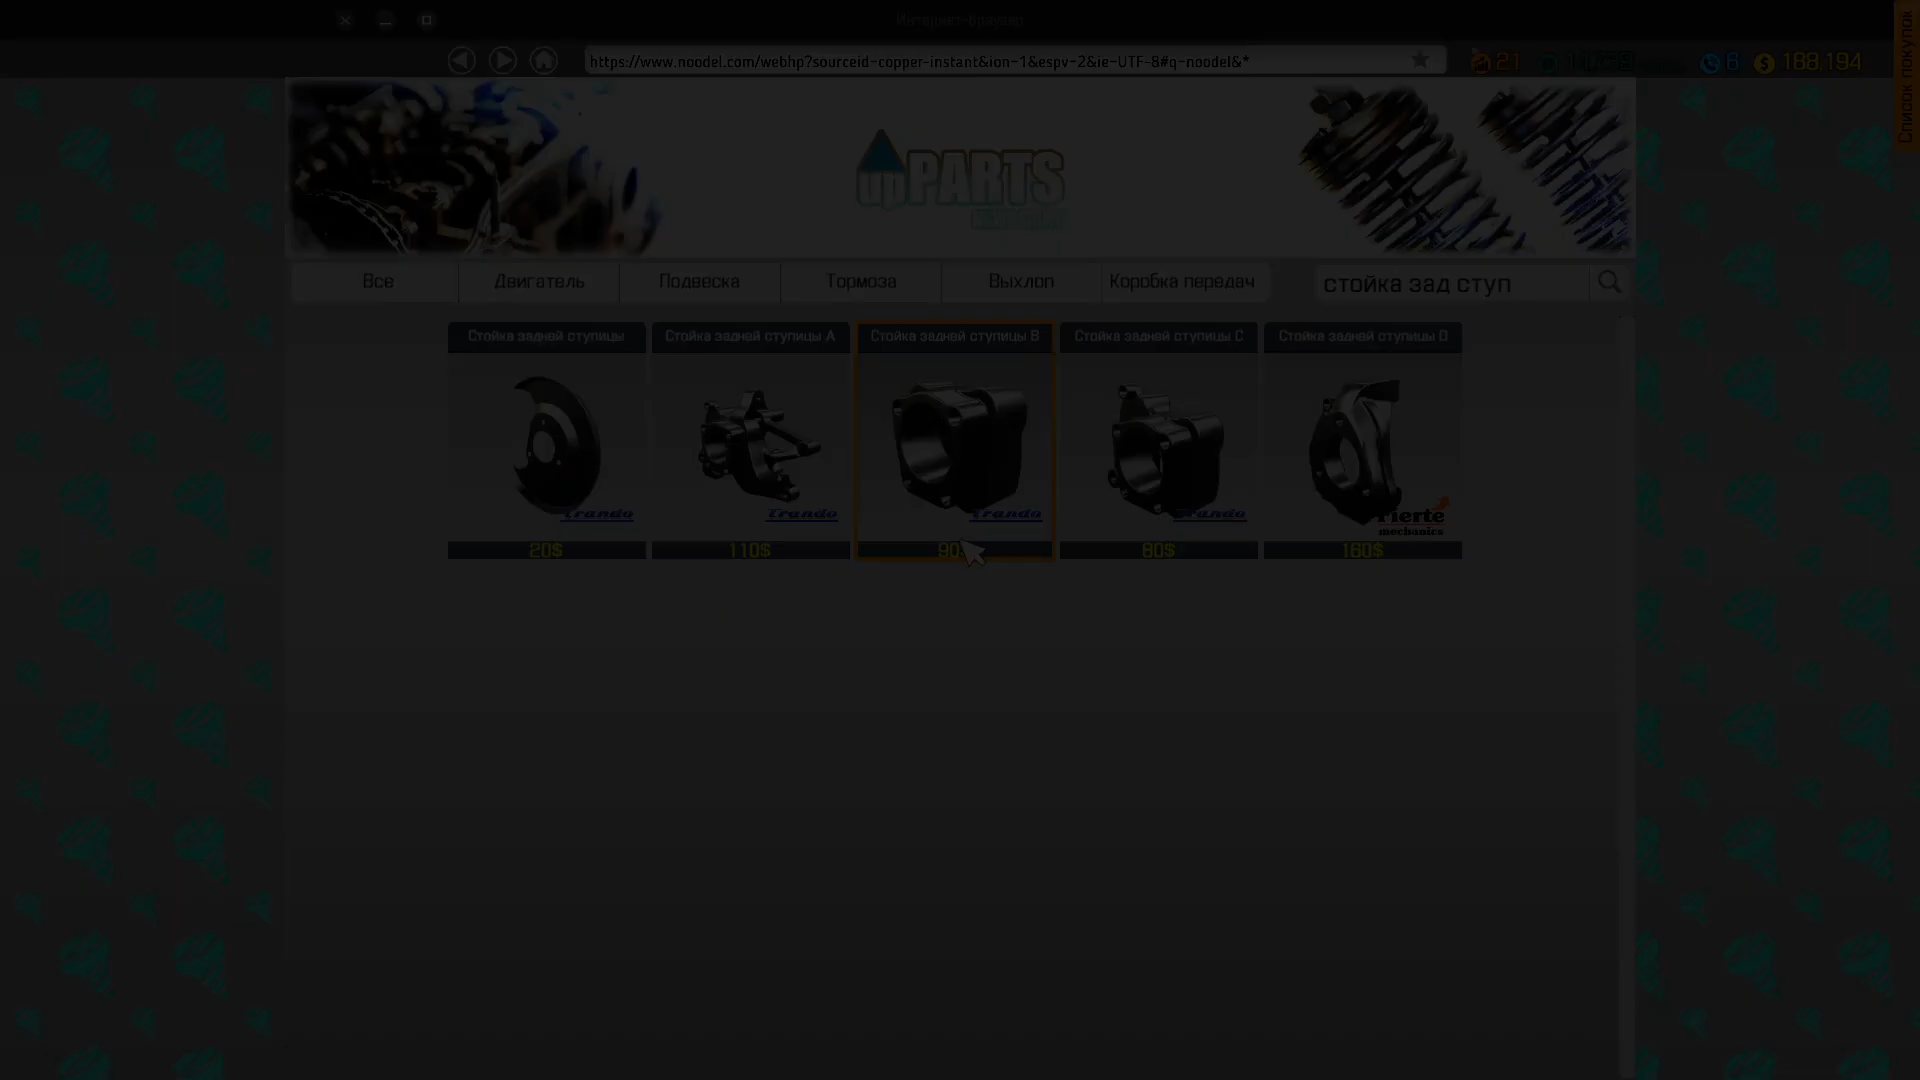 Интернет-браузер
https://www.noodel.com/webhp?sourceid-copper-instant&ion-1&espv-2&ie-UTF-8#q-noodel&*
21
6
188,194
Список покупок
upPARTS
Все
Двигатель
Подвеска
Тормоза
Выхлоп
Коробка передач
стойка зад ступ
Стойка задней ступицы
Стойка задней ступицы A
Стойка задней ступицы B
Стойка задней ступицы C
Стойка задней ступицы D
Trando
Trando
Trando
Trando
Fierte
mechanics
20$
110$
90$
80$
160$